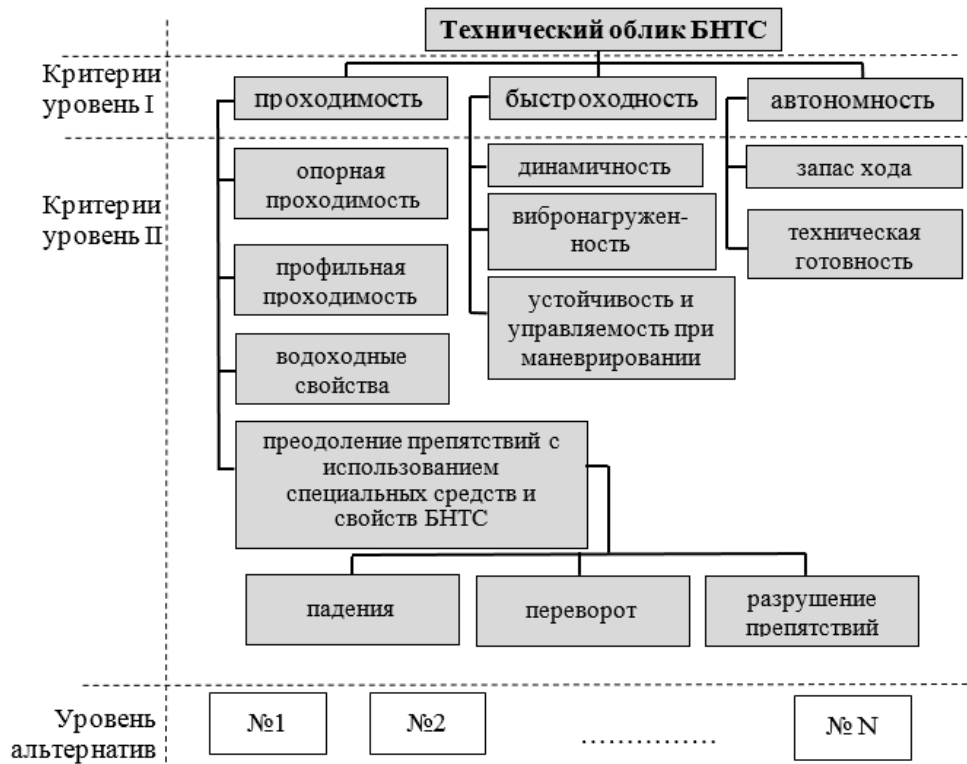 Технический облик БНТС
Критерии
уровень I
проходимость
быстроходность
автономность
Критерии
уровень II
опорная
проходимость
профильная
проходимость
водоходные
свойства
преодоление препятствий с
использованием
специальных средств и
свойств БНТС
динамичность
вибронагружен-
ность
устойчивость и
управляемость при
маневрировании
запас хода
техническая
готовность
падения
переворот
разрушение
препятствий
Уровень
альтернатив
№1
№2
................
№ N